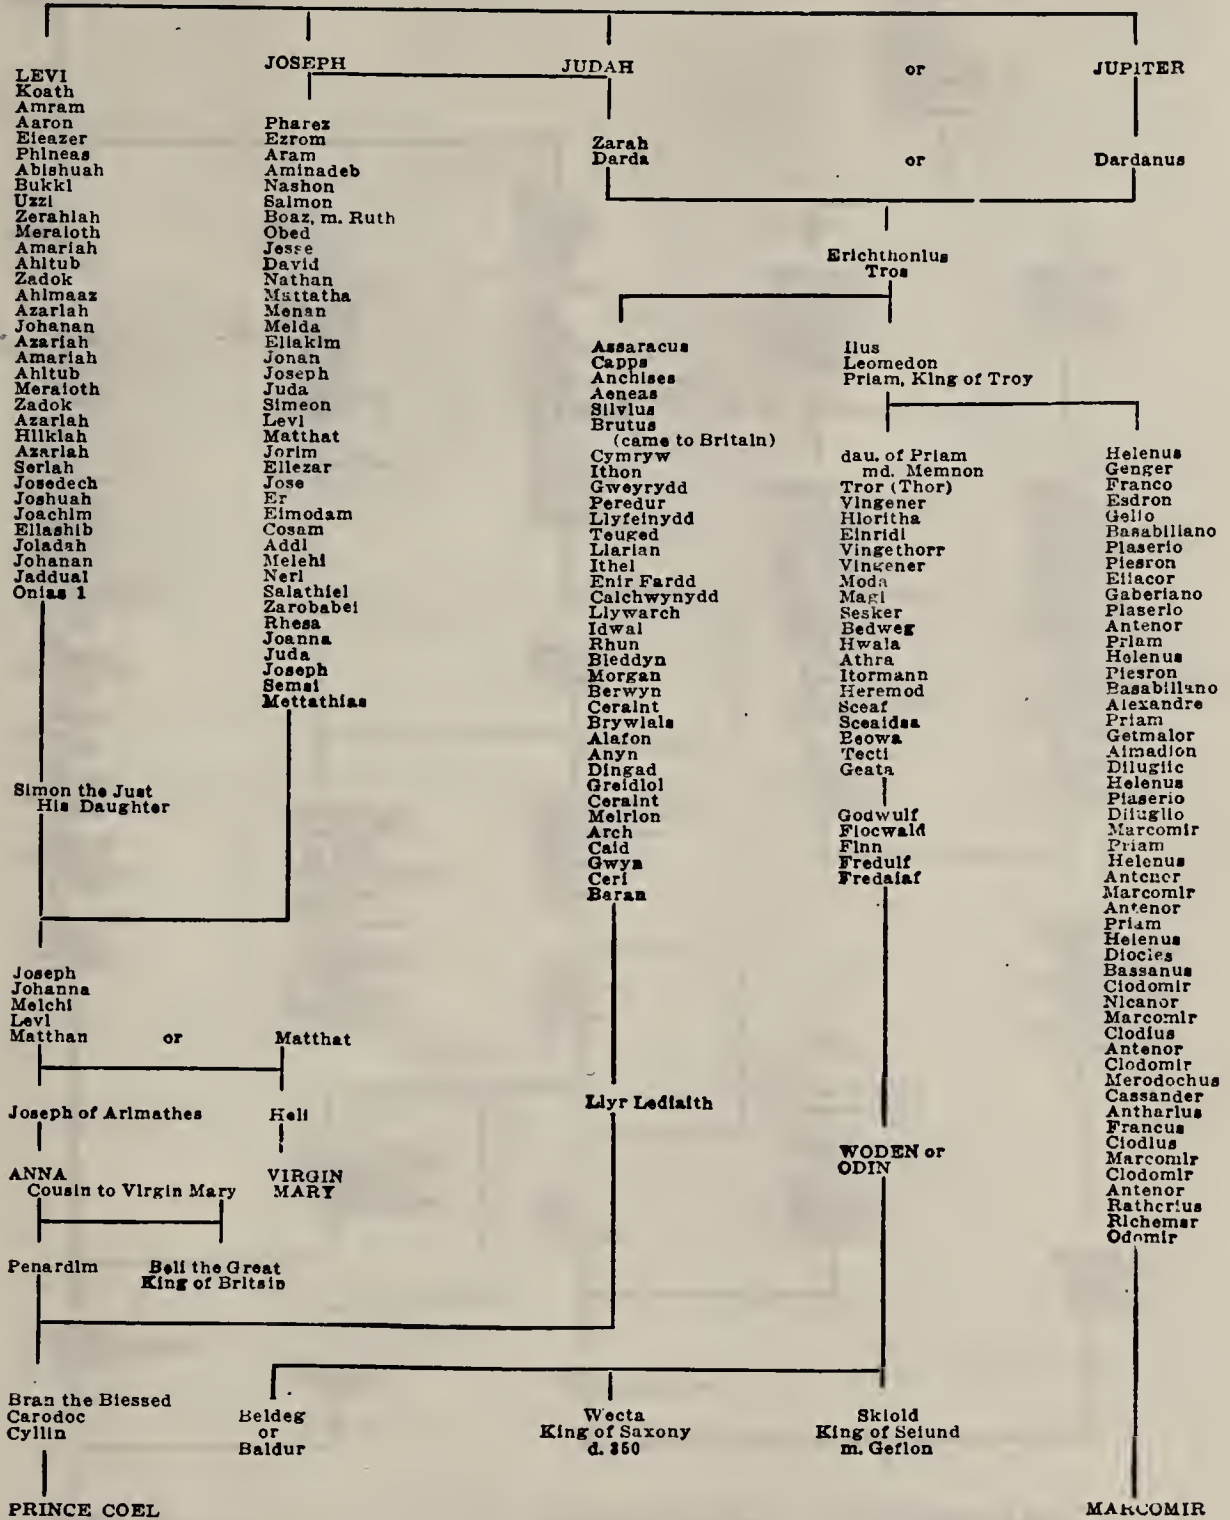 LEVI
Koath
Amram
Aaron
Eleazer
Phineas
Abishuah
Bukki
Uzzi
Zerahiah
Meraioth
Amariah
Ahitub
Zadok
Ahimaaz
Azariah
Johanan
Azariah
Amariah
Ahitub
Meraioth
Zadok
Azariah
Hilkiah
Azariah
Seriah
Josedech
Joshuah
Joachim
Eliashib
Joiadah
Johanan
Jaddual
Onias 1
Simon the Just
His Daughter
JOSEPH
Pharez
Ezrom
Aram
Aminadeb
Nashon
Salmon
Boaz, m. Ruth
Obed
Jesse
David
Nathan
Mattatha
Menan
Melda
Eliakim
Jonan
Joseph
Juda
Simeon
Levi
Matthat
Jorim
Eliezar
Jose
Er
Elmodam
Cosam
Addi
Melehi
Neri
Salathiel
Zarobabel
Rhesa
Joanna
Juda
Joseph
Semei
Mettathias
JUDAH or JUPITER
Zarah
Darda or Dardanus
Erichthonius
Tros
Assaracus
Capps
Anchises
Aeneas
Silvius
Brutus
(came to Britain)
Cymryw
Ithon
Gweyrydd
Peredur
Llyfeinydd
Teuged
Llarian
Ithel
Enir Fardd
Calchwynydd
Llywarch
Idwal
Rhun
Bleddyn
Morgan
Berwyn
Ceraint
Brywlais
Alafon
Anyn
Dingad
Greidiol
Ceraint
Meirion
Arch
Caid
Gwya
Ceri
Baran
Llyr Lediaith
Ilus
Leomedon
Priam, King of Troy
dau. of Priam
md. Memnon
Tror (Thor)
Vingener
Hloritha
Einridi
Vingethorr
Vingener
Moda
Magi
Sesker
Bedweg
Hwala
Athra
Itormann
Heremod
Sceaf
Sceaidsa
Beowa
Tecti
Geata
Godwulf
Flocwald
Finn
Fredulf
Fredalaf
WODEN or
ODIN
Helenus
Genger
Franco
Esdron
Gelio
Basabiliano
Plaserio
Plesron
Eliacor
Gaberiano
Plaserio
Antenor
Priam
Helenus
Plesron
Basabiliano
Alexandre
Priam
Getmalor
Almadion
Dilugiic
Helenus
Plaserio
Dilugilo
Marcomir
Priam
Helenus
Antener
Marcomir
Antenor
Priam
Helenus
Diocles
Bassanus
Clodomir
Nicanor
Marcomir
Clodius
Antenor
Clodomir
Merodochus
Cassander
Antharius
Francus
Clodius
Marcomir
Clodomir
Antenor
Ratherius
Richemer
Odomir
Joseph
Johanna
Melchi
Levi
Matthan or Matthat
Joseph of Arimathes
Heli
ANNA
Cousin to Virgin Mary
VIRGIN
MARY
Penardim
Beli the Great
King of Britain
Bran the Blessed
Carodoc
Cyllin
Beldeg
or
Baldur
Wecta
King of Saxony
d. 350
Skiold
King of Selund
m. Geflon
PRINCE COEL
MARCOMIR